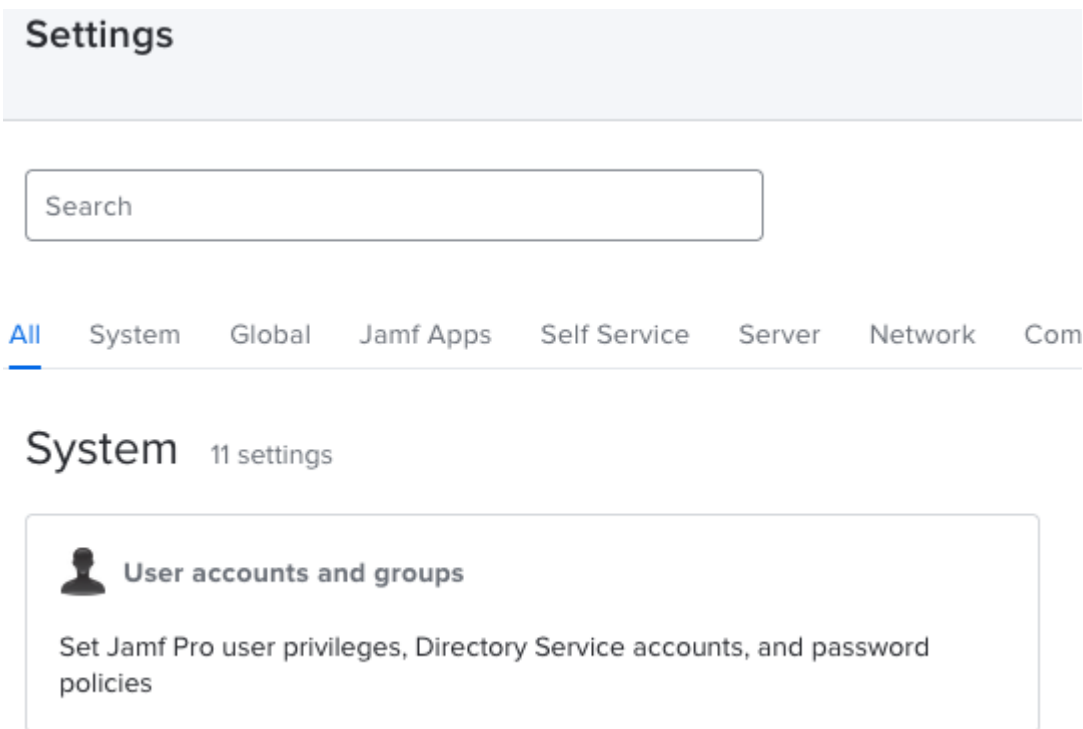 Settings
Search
All System Global Jamf Apps Self Service Server Network Com
System 11 settings
User accounts and groups
Set Jamf Pro user privileges, Directory Service accounts, and password
policies